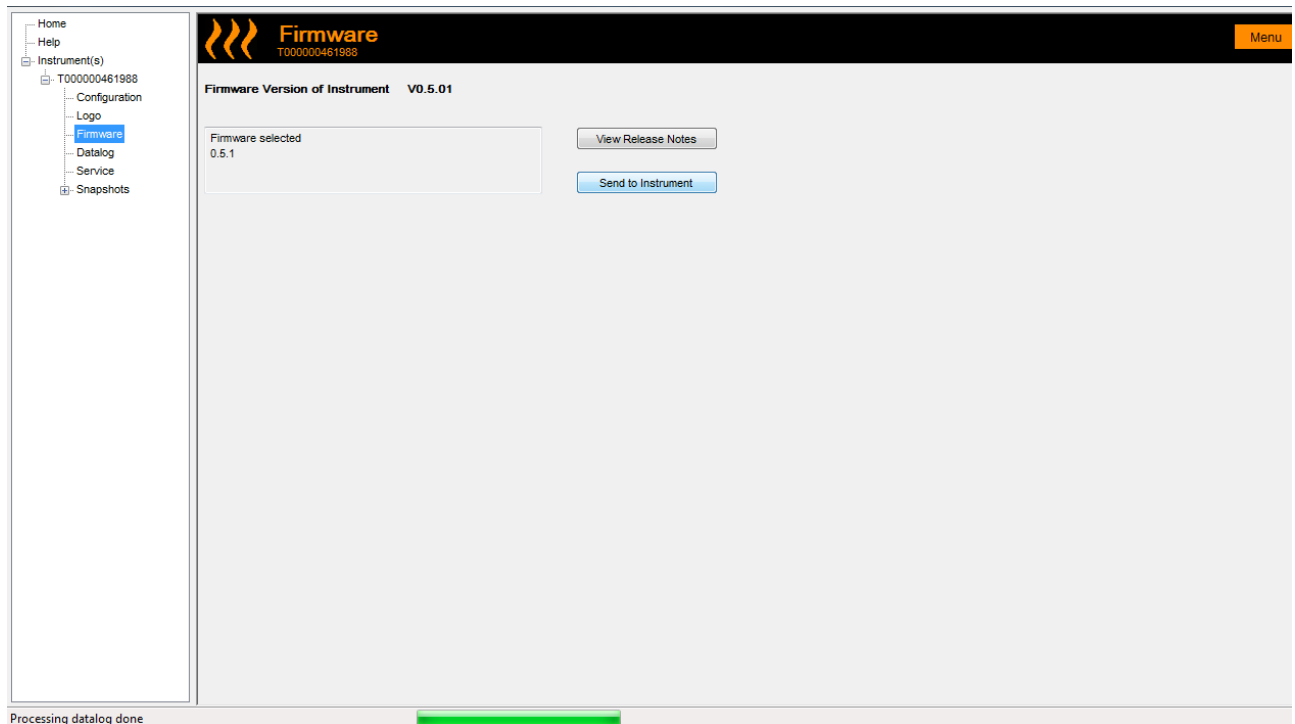 Home
Help
Instrument(s)
T000000461988
Configuration
Logo
Firmware
Datalog
Service
Snapshots
Firmware
T000000461988
Menu
Firmware Version of Instrument V0.5.01
Firmware selected
0.5.1
View Release Notes
Send to Instrument
Processing datalog done